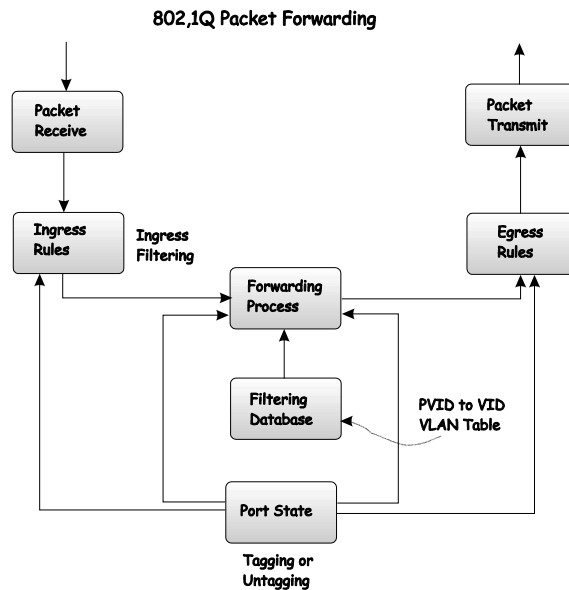 802,1Q Packet Forwarding
Packet
Receive
Packet
Transmit
Ingress
Rules
Ingress
Filtering
Egress
Rules
Forwarding
Process
Filtering
Database
PVID to VID
VLAN Table
Port State
Tagging or
Untagging